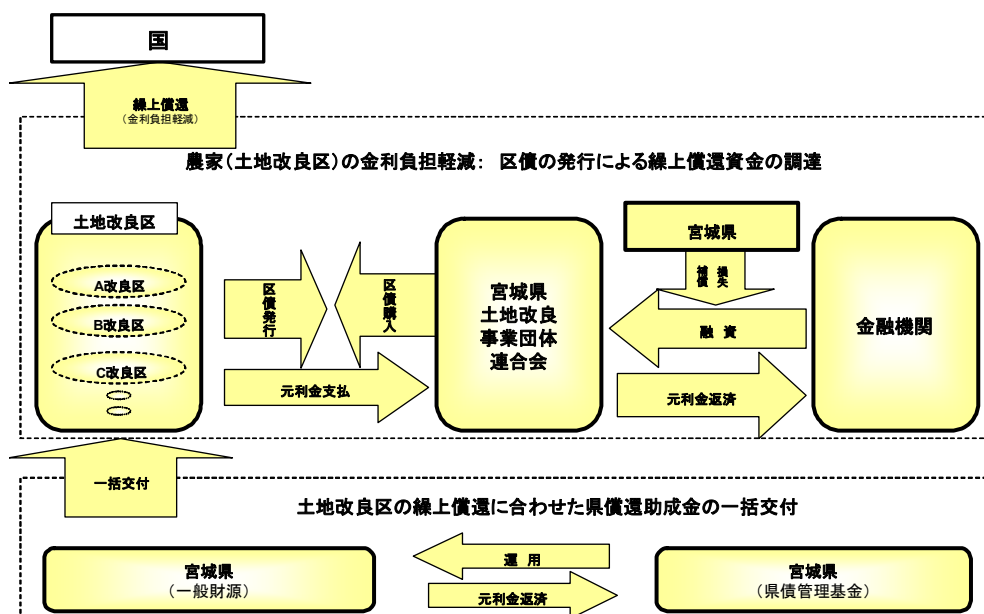 国
繰上償還
（金利負担軽減）
農家（土地改良区）の金利負担軽減： 区債の発行による繰上償還資金の調達
土地改良区
A改良区
B改良区
C改良区
区債発行
区債購入
元利金支払
宮城県
土地改良
事業団体
連合会
宮城県
損失
補償
融 資
元利金返済
金融機関
一括交付
土地改良区の繰上償還に合わせた県償還助成金の一括交付
宮城県
（一般財源）
運 用
元利金返済
宮城県
（県債管理基金）